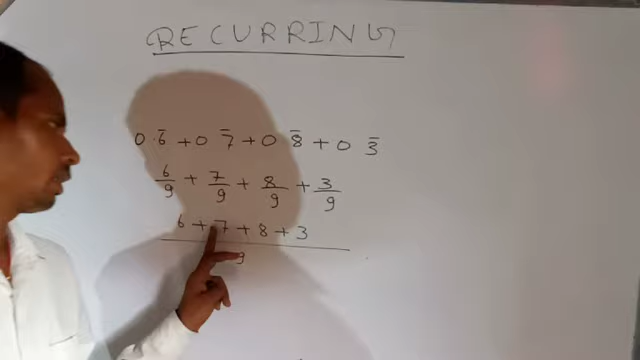 RECURRING
0.6̄ + 0 7̄ + 0 8̄ + 0 3̄
6/9 + 7/9 + 8/9 + 3/9
6 + 7 + 8 + 3
9